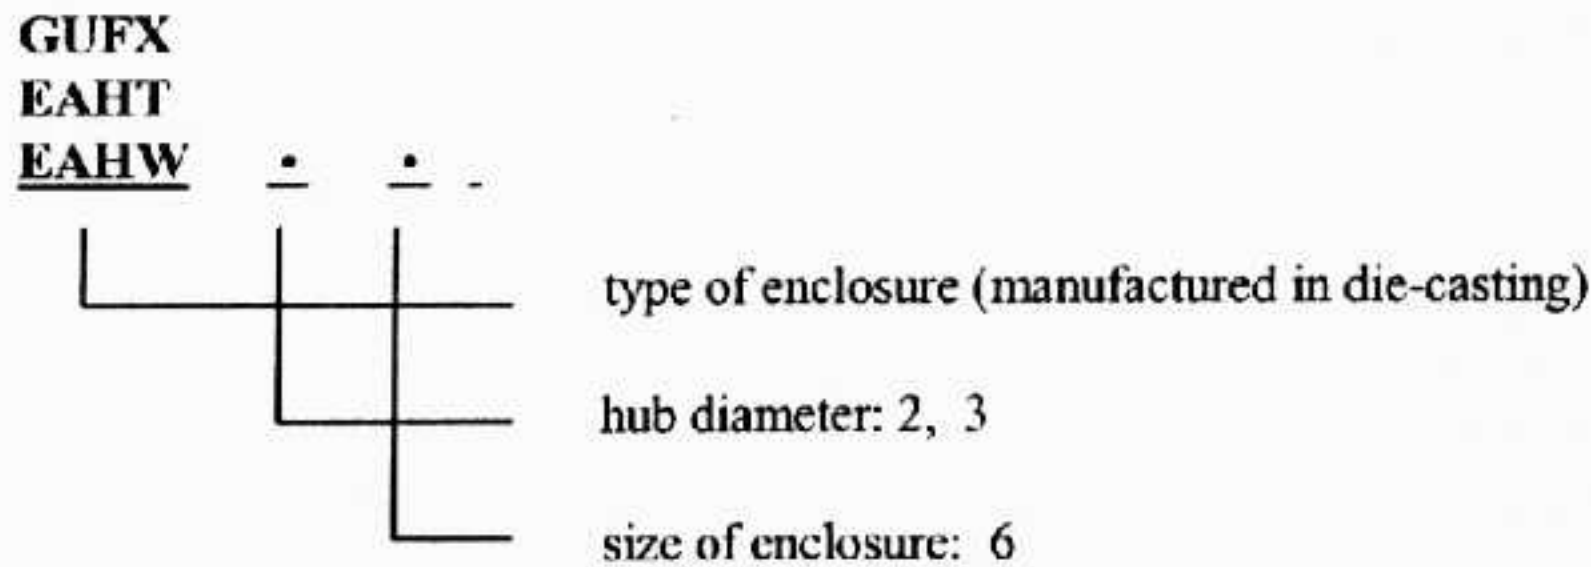 GUFX
EAHT
EAHW • • -
type of enclosure (manufactured in die-casting)
hub diameter: 2, 3
size of enclosure: 6